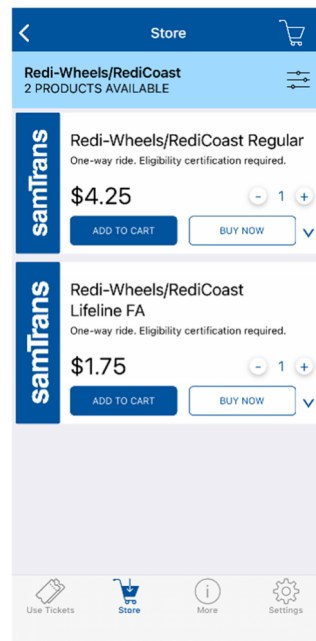 Store
Redi-Wheels/RediCoast
2 PRODUCTS AVAILABLE
samTrans
Redi-Wheels/RediCoast Regular
One-way ride. Eligibility certification required.
$4.25
- 1 +
ADD TO CART
BUY NOW
samTrans
Redi-Wheels/RediCoast
Lifeline FA
One-way ride. Eligibility certification required.
$1.75
- 1 +
ADD TO CART
BUY NOW
Use Tickets
Store
More
Settings